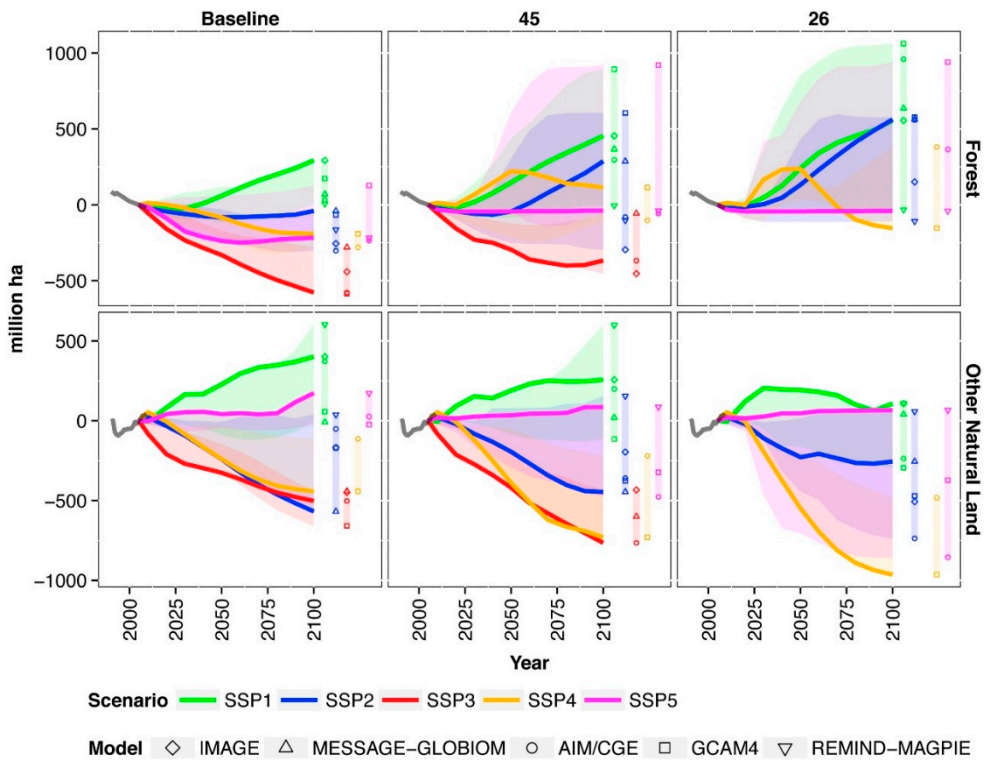 Baseline 45 26
1000
500
0
−500
Forest
500
0
−500
−1000
Other Natural Land
million ha
2000 2025 2050 2075 2100 2000 2025 2050 2075 2100 2000 2025 2050 2075 2100
Year
Scenario SSP1 SSP2 SSP3 SSP4 SSP5
Model IMAGE MESSAGE−GLOBIOM AIM/CGE GCAM4 REMIND−MAGPIE